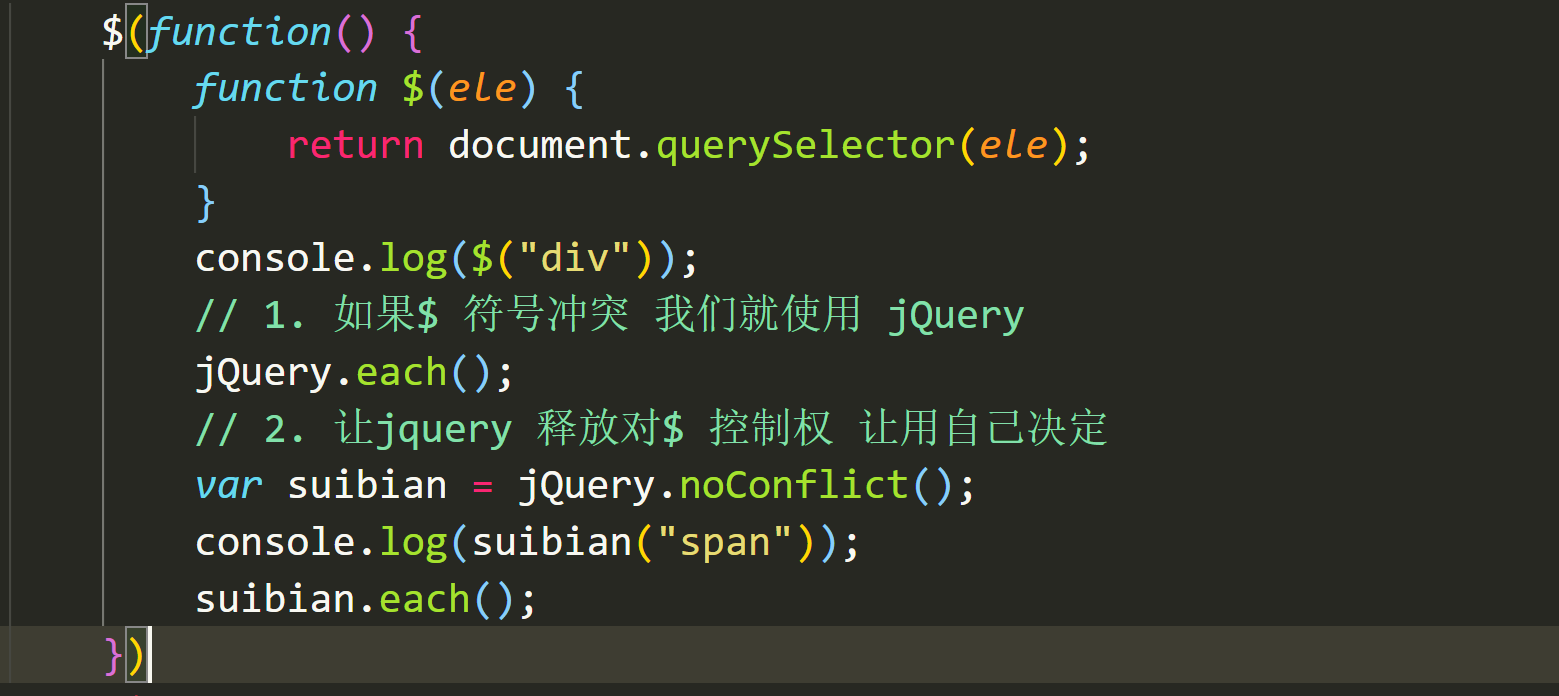 $(function() {
function $(ele) {
return document.querySelector(ele);
}
console.log($("div"));
// 1. 如果$ 符号冲突 我们就使用 jQuery
jQuery.each();
// 2. 让jquery 释放对$ 控制权 让用自己决定
var suibian = jQuery.noConflict();
console.log(suibian("span"));
suibian.each();
})